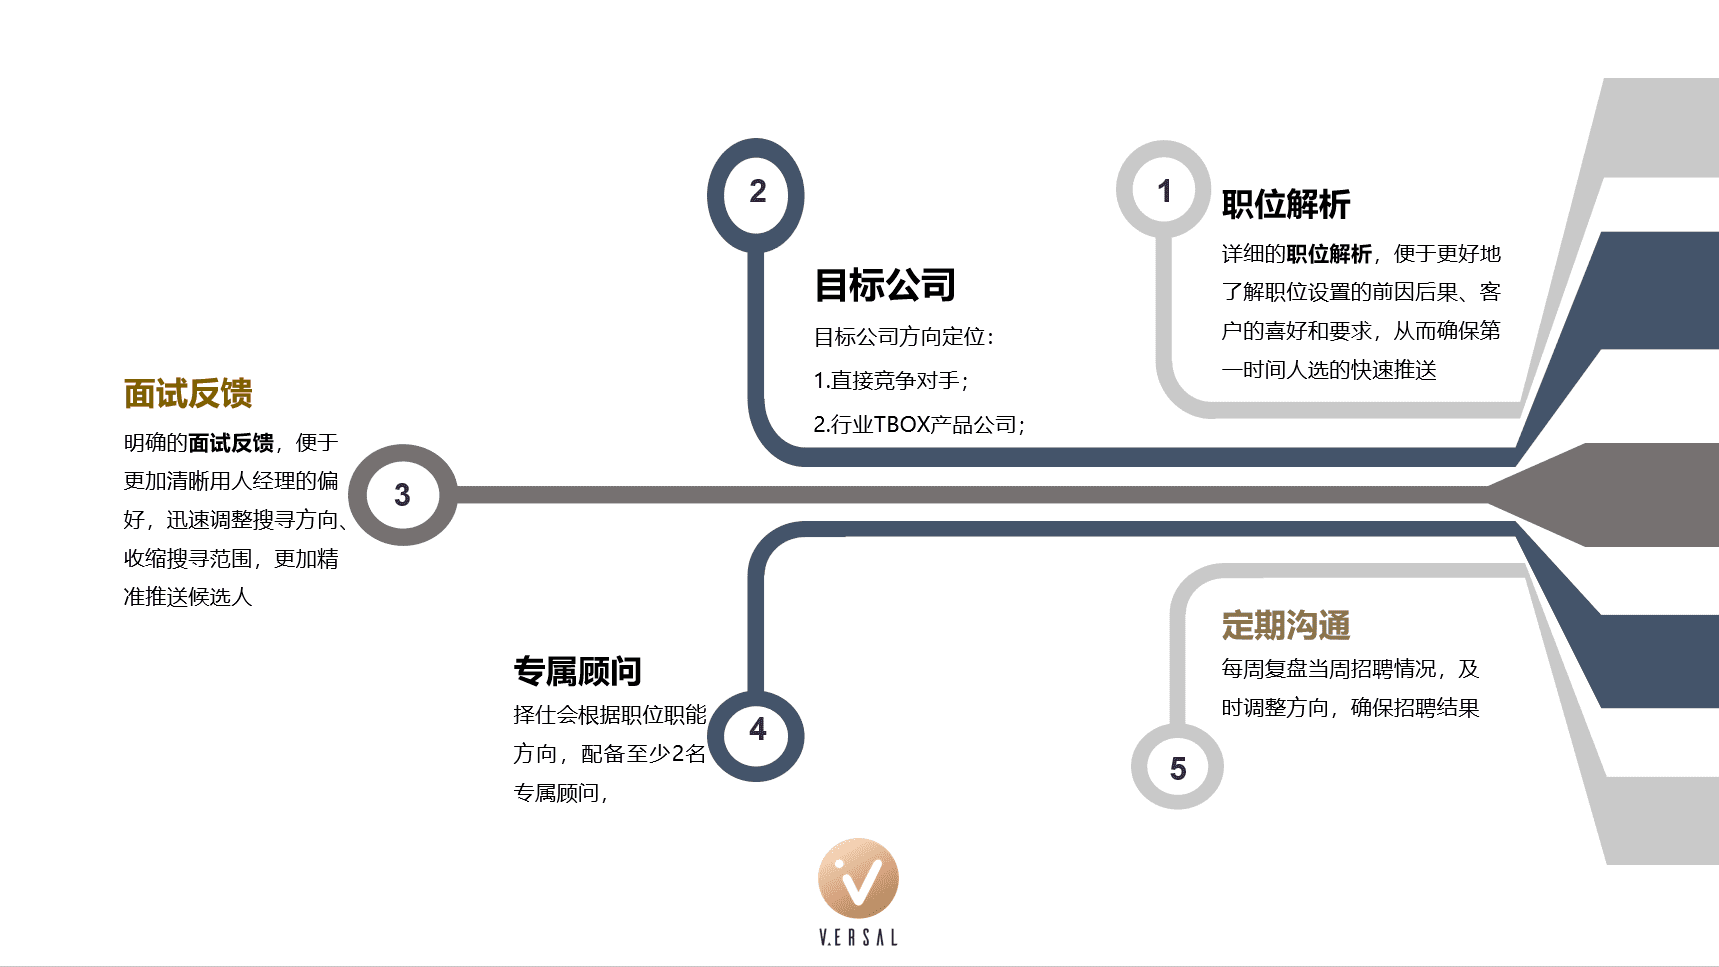 1
职位解析
详细的职位解析，便于更好地
了解职位设置的前因后果、客
户的喜好和要求，从而确保第
一时间人选的快速推送
2
目标公司
目标公司方向定位：
1.直接竞争对手；
2.行业TBOX产品公司；
3
面试反馈
明确的面试反馈，便于
更加清晰用人经理的偏
好，迅速调整搜寻方向、
收缩搜寻范围，更加精
准推送候选人
4
专属顾问
择仕会根据职位职能
方向，配备至少2名
专属顾问，
5
定期沟通
每周复盘当周招聘情况，及
时调整方向，确保招聘结果
V.ERSAL